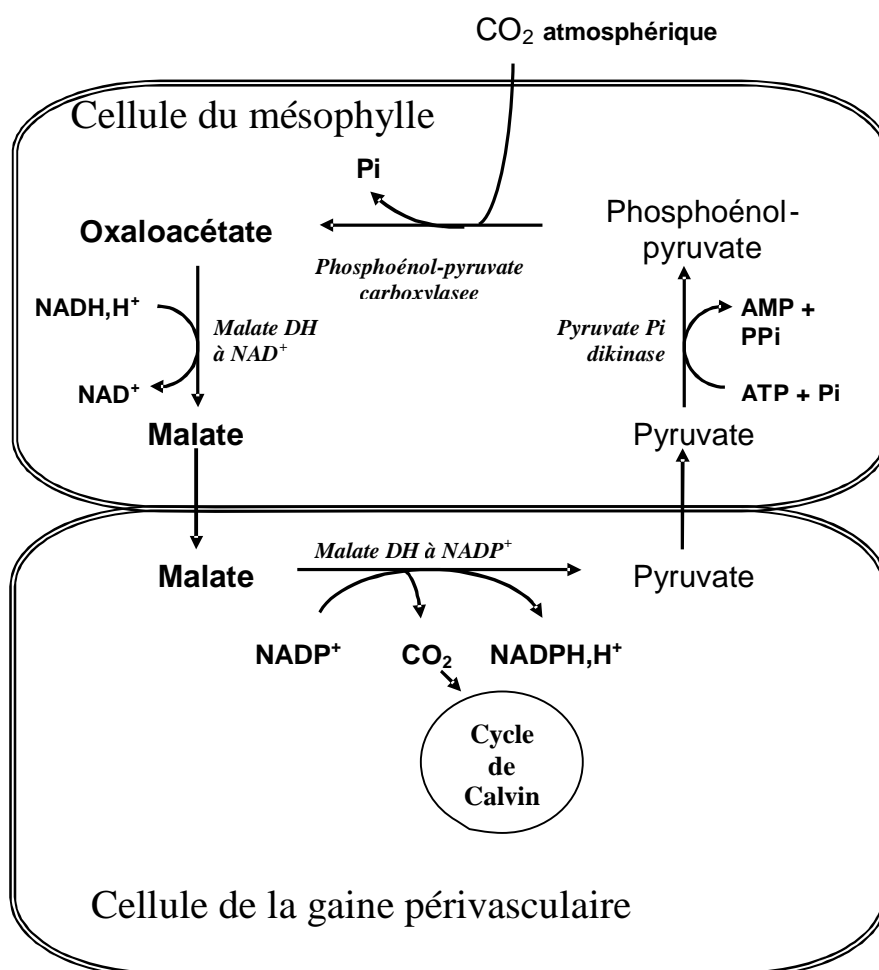 CO₂ atmosphérique
Cellule du mésophylle
Pi
Oxaloacétate
Phosphoénol-
pyruvate
Phosphoénol-pyruvate
carboxylasee
NADH,H⁺
Malate DH
à NAD⁺
NAD⁺
Pyruvate Pi
dikinase
AMP +
PPi
ATP + Pi
Malate
Pyruvate
Malate
Malate DH à NADP⁺
Pyruvate
NADP⁺
CO₂
NADPH,H⁺
Cycle
de
Calvin
Cellule de la gaine périvasculaire